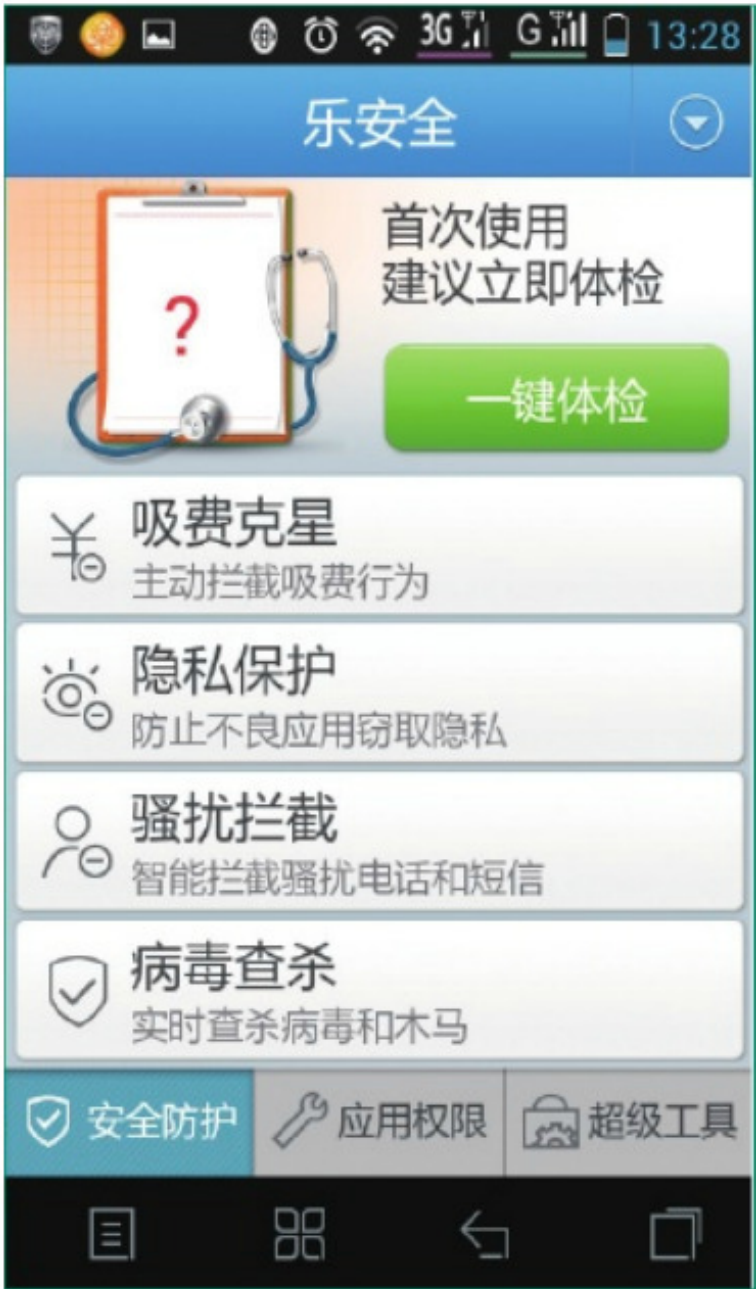 3G G 13:28
乐安全
首次使用
建议立即体检
?
一键体检
吸费克星
主动拦截吸费行为
隐私保护
防止不良应用窃取隐私
骚扰拦截
智能拦截骚扰电话和短信
病毒查杀
实时查杀病毒和木马
安全防护 应用权限 超级工具